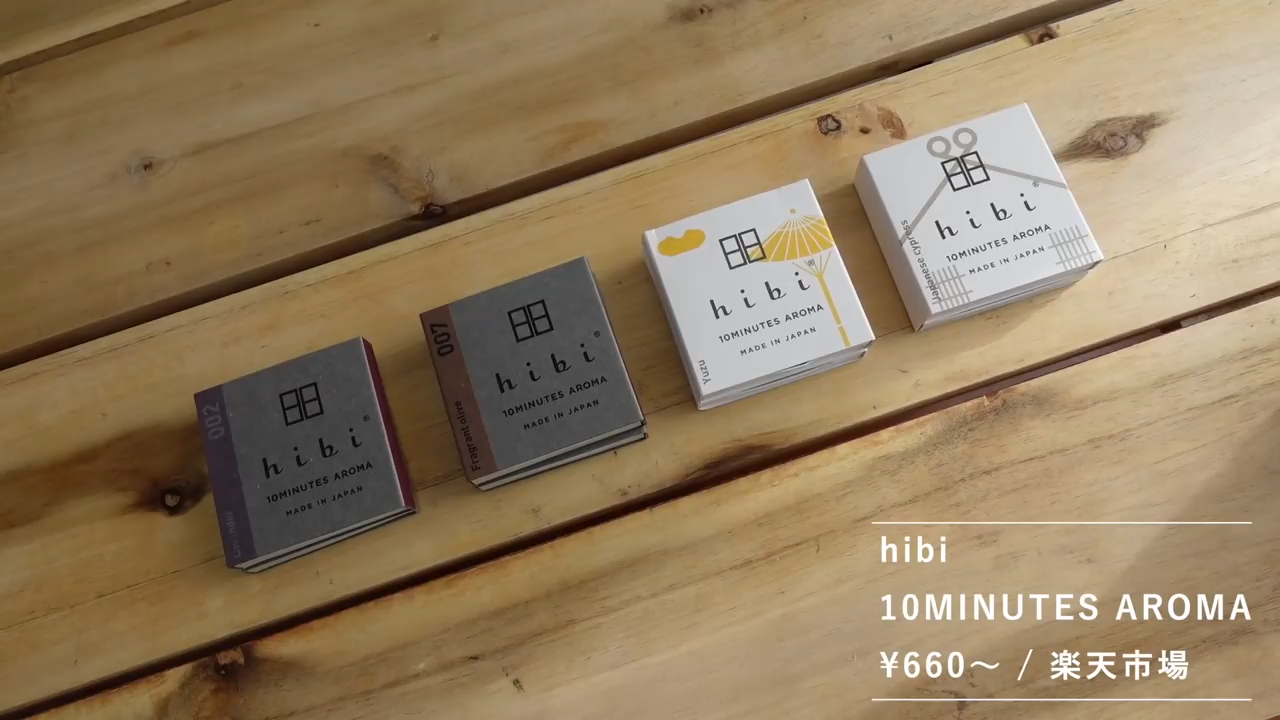 002
hibi®
10MINUTES AROMA
MADE IN JAPAN
007
Fragrant olive
hibi®
10MINUTES AROMA
MADE IN JAPAN
hibi®
10MINUTES AROMA
MADE IN JAPAN
Yuzu
hibi®
10MINUTES AROMA
MADE IN JAPAN
Japanese cypress
hibi
10MINUTES AROMA
¥660〜 / 楽天市場